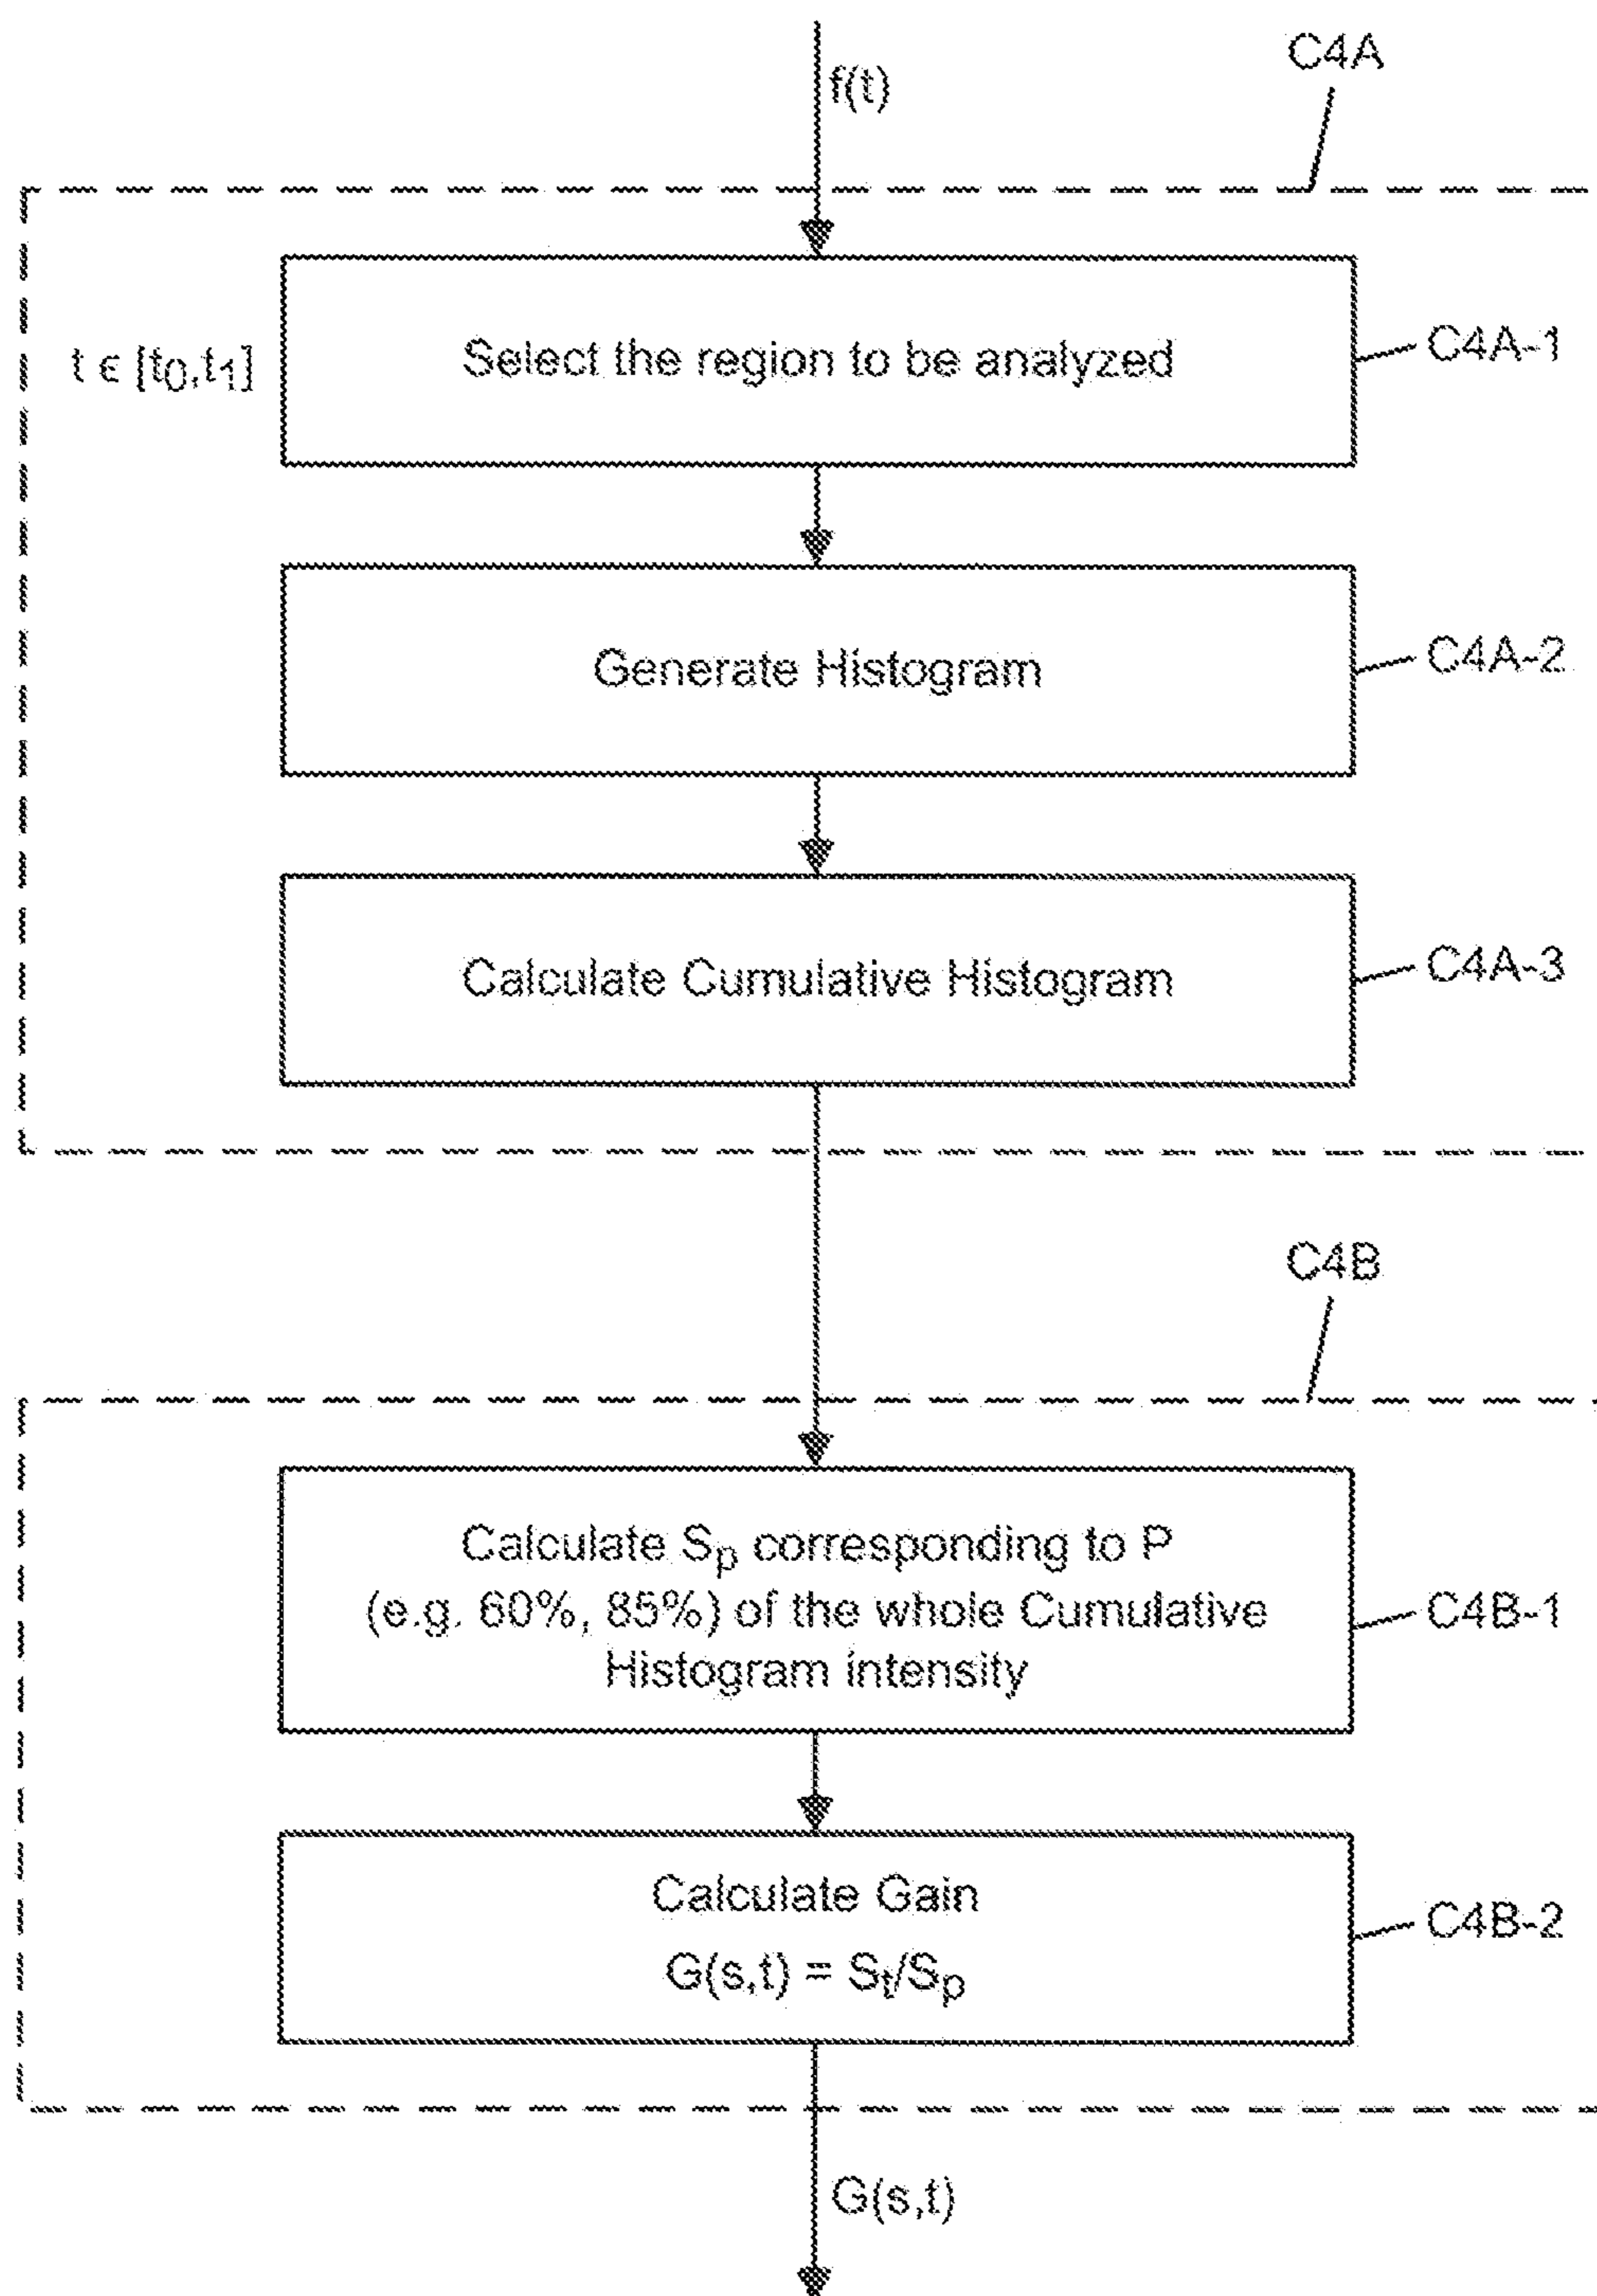 f(t)
C4A
t ϵ [t0,t1]
Select the region to be analyzed
C4A-1
Generate Histogram
C4A-2
Calculate Cumulative Histogram
C4A-3
C4B
Calculate Sp corresponding to P
(e.g. 60%, 85%) of the whole Cumulative
Histogram intensity
C4B-1
Calculate Gain
G(s,t) = St/Sp
C4B-2
G(s,t)